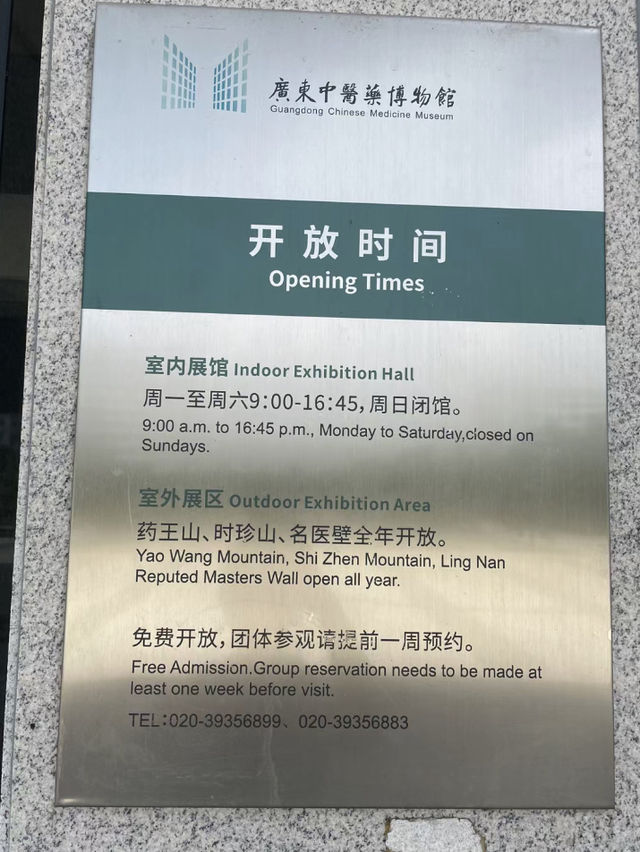 廣東中醫藥博物館
Guangdong Chinese Medicine Museum
开放时间
Opening Times
室内展馆 Indoor Exhibition Hall
周一至周六9:00-16:45,周日闭馆。
9:00 a.m. to 16:45 p.m., Monday to Saturday,closed on
Sundays.
室外展区 Outdoor Exhibition Area
药王山、时珍山、名医壁全年开放。
Yao Wang Mountain, Shi Zhen Mountain, Ling Nan
Reputed Masters Wall open all year.
免费开放,团体参观请提前一周预约。
Free Admission.Group reservation needs to be made at
least one week before visit.
TEL:020-39356899、020-39356883